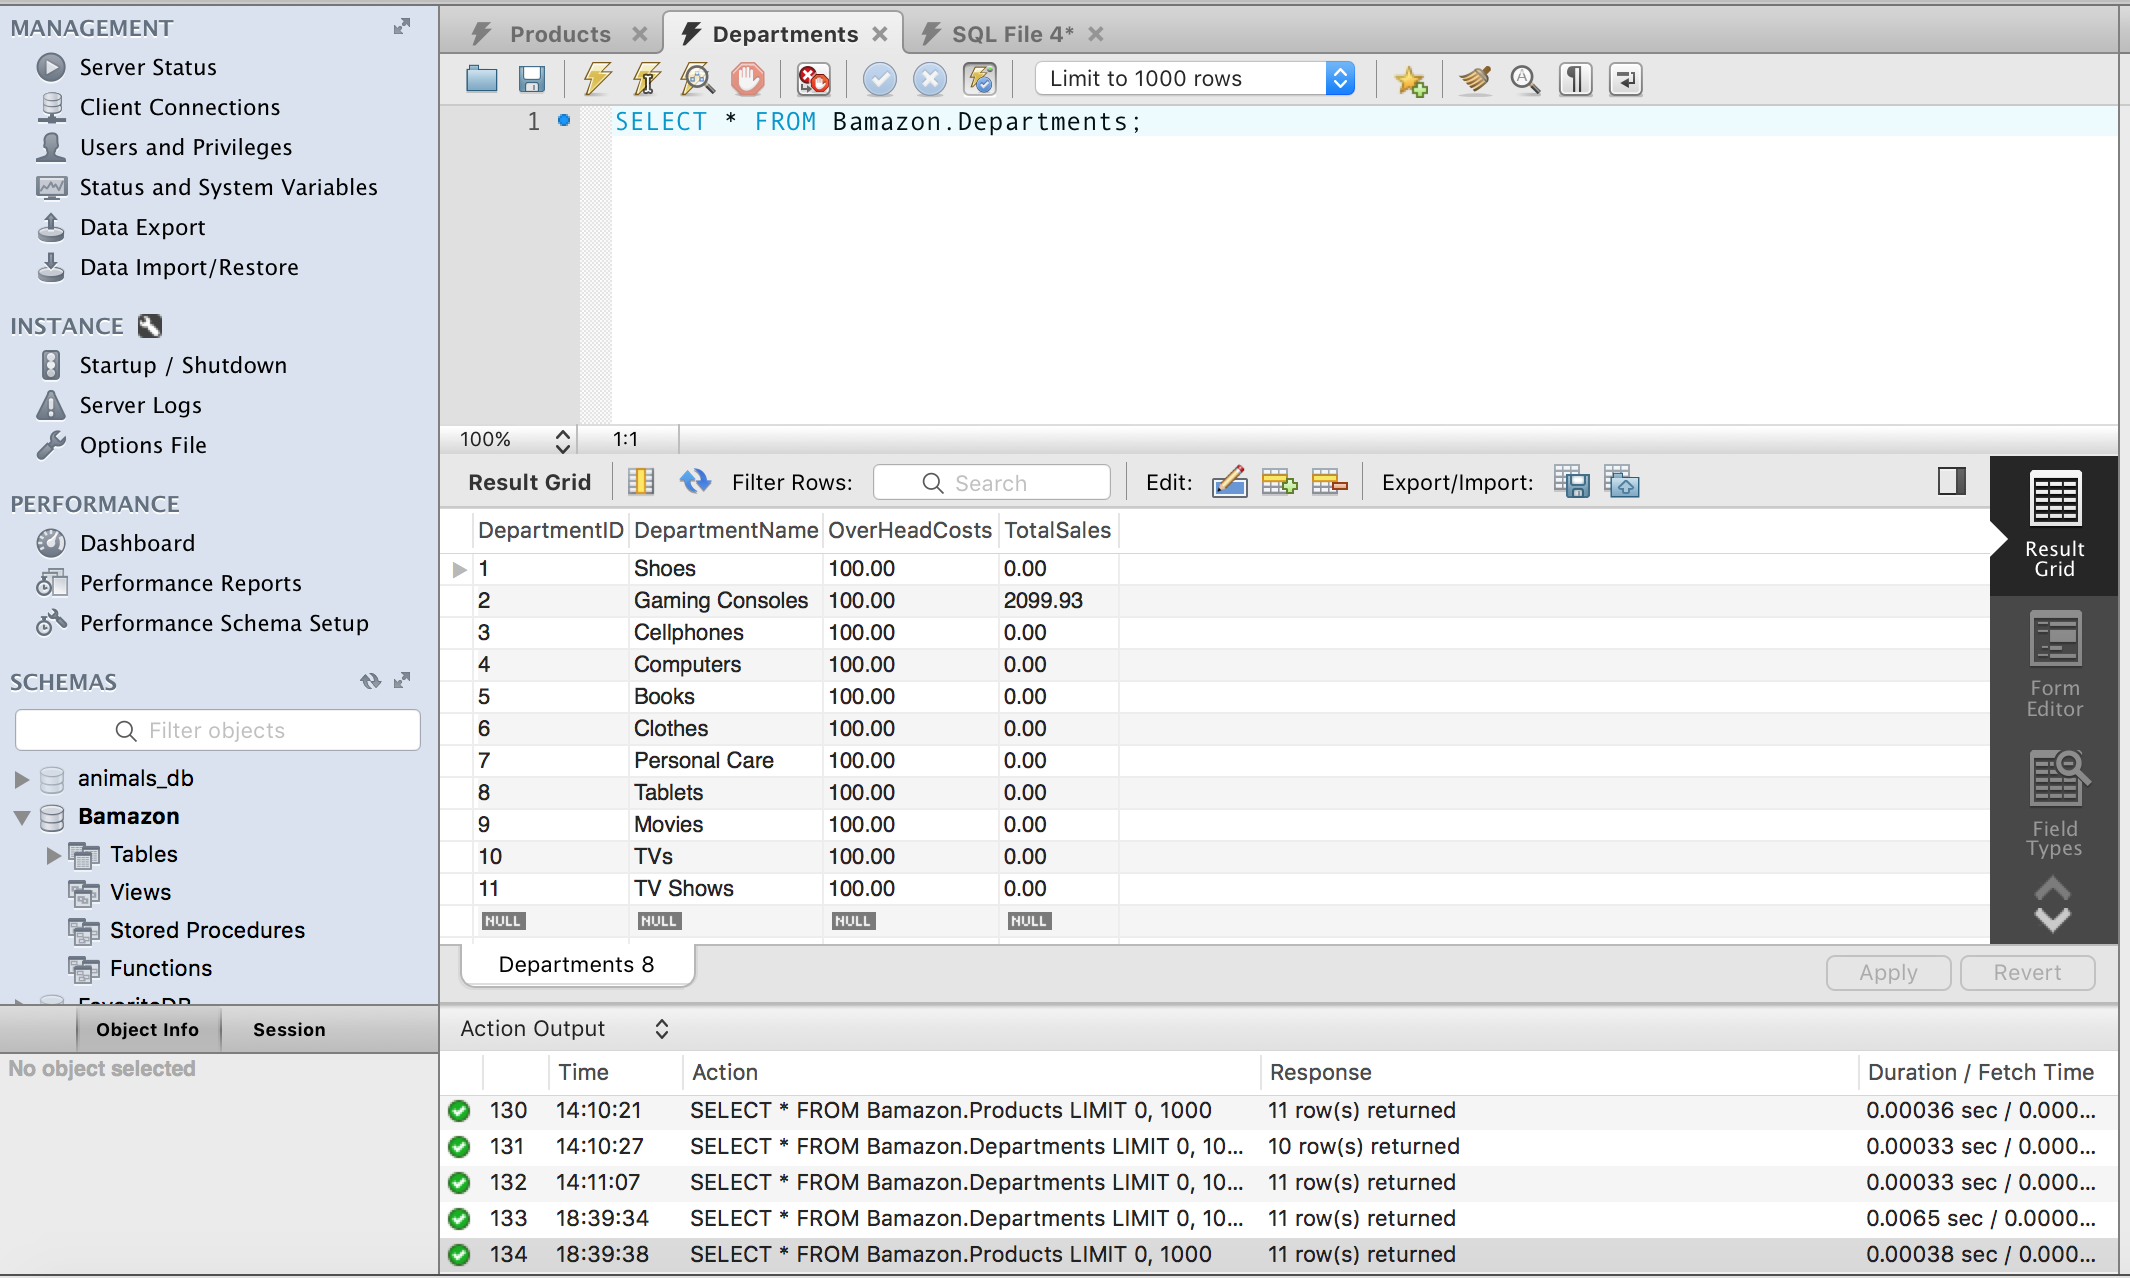 MANAGEMENT
Server Status
Client Connections
Users and Privileges
Status and System Variables
Data Export
Data Import/Restore
INSTANCE
Startup / Shutdown
Server Logs
Options File
PERFORMANCE
Dashboard
Performance Reports
Performance Schema Setup
SCHEMAS
Filter objects
animals_db
Bamazon
Tables
Views
Stored Procedures
Functions
Object Info Session
No object selected
Products Departments SQL File 4*
Limit to 1000 rows
1 SELECT * FROM Bamazon.Departments;
100% 1:1
Result Grid Filter Rows: Search Edit: Export/Import:
DepartmentID DepartmentName OverHeadCosts TotalSales
1 Shoes 100.00 0.00
2 Gaming Consoles 100.00 2099.93
3 Cellphones 100.00 0.00
4 Computers 100.00 0.00
5 Books 100.00 0.00
6 Clothes 100.00 0.00
7 Personal Care 100.00 0.00
8 Tablets 100.00 0.00
9 Movies 100.00 0.00
10 TVs 100.00 0.00
11 TV Shows 100.00 0.00
NULL NULL NULL NULL
Result
Grid
Form
Editor
Field
Types
Departments 8
Apply Revert
Action Output
Time Action Response Duration / Fetch Time
130 14:10:21 SELECT * FROM Bamazon.Products LIMIT 0, 1000 11 row(s) returned 0.00036 sec / 0.000...
131 14:10:27 SELECT * FROM Bamazon.Departments LIMIT 0, 10... 10 row(s) returned 0.00033 sec / 0.000...
132 14:11:07 SELECT * FROM Bamazon.Departments LIMIT 0, 10... 11 row(s) returned 0.00033 sec / 0.000...
133 18:39:34 SELECT * FROM Bamazon.Departments LIMIT 0, 10... 11 row(s) returned 0.0065 sec / 0.0000...
134 18:39:38 SELECT * FROM Bamazon.Products LIMIT 0, 1000 11 row(s) returned 0.00038 sec / 0.000...